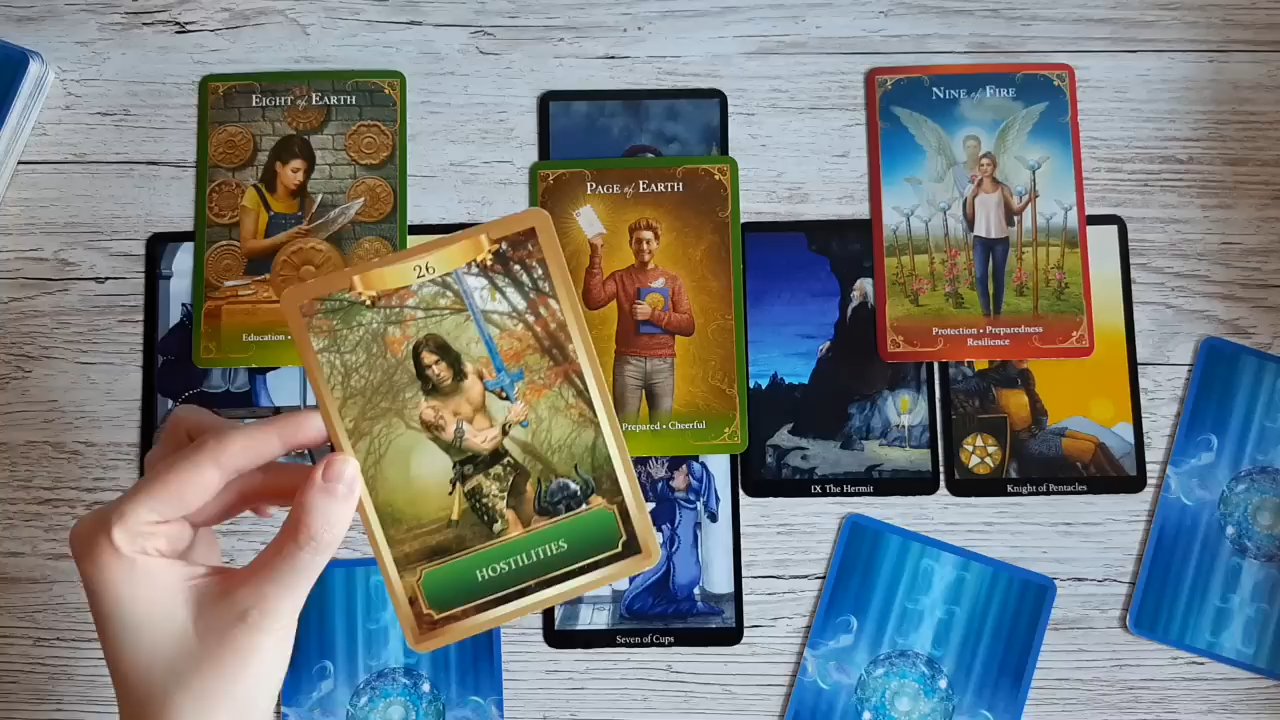 EIGHT of EARTH
Education •
PAGE of EARTH
Prepared • Cheerful
NINE of FIRE
Protection • Preparedness
Resilience
26
HOSTILITIES
IX The Hermit
Knight of Pentacles
Seven of Cups